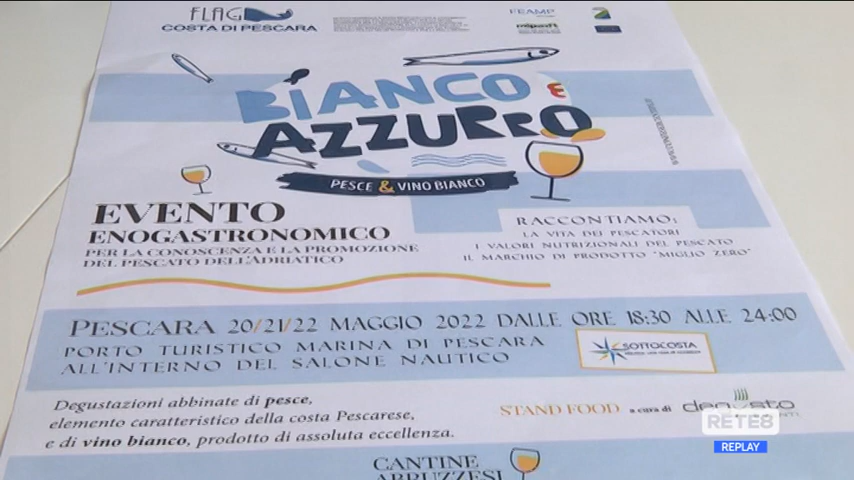 FLAG
COSTA DI PESCARA
FEAMP
BIANCO E
AZZURRO
PESCE & VINO BIANCO
EVENTO
ENOGASTRONOMICO
PER LA CONOSCENZA E LA PROMOZIONE
DEL PESCATO DELL'ADRIATICO
RACCONTIAMO:
LA VITA DEI PESCATORI
I VALORI NUTRIZIONALI DEL PESCATO
IL MARCHIO DI PRODOTTO "MIGLIO ZERO"
PESCARA 20/21/22 MAGGIO 2022 DALLE ORE 18:30 ALLE 24:00
PORTO TURISTICO MARINA DI PESCARA
ALL'INTERNO DEL SALONE NAUTICO
SOTTOCOSTA
Degustazioni abbinate di pesce,
elemento caratteristico della costa Pescarese,
e di vino bianco, prodotto di assoluta eccellenza.
STAND FOOD a cura di
CANTINE
ABRUZZESI
RETE8
REPLAY